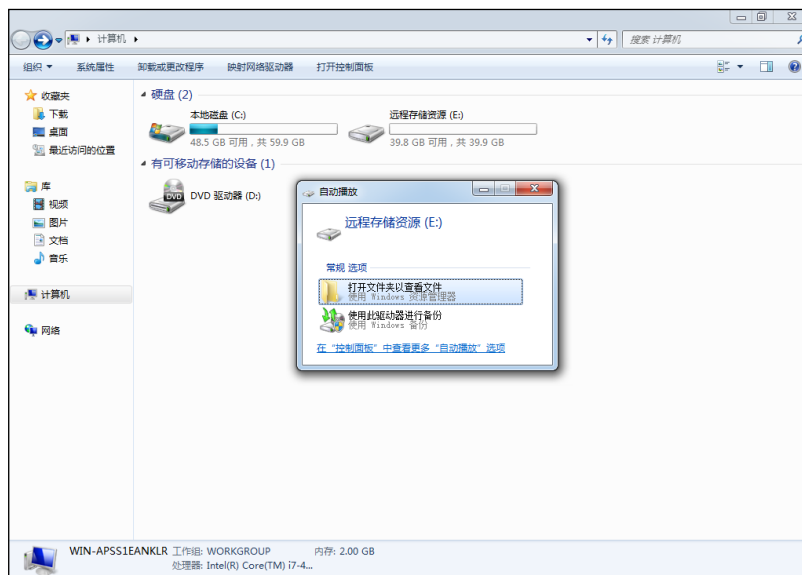 计算机
搜索 计算机
组织 系统属性 卸载或更改程序 映射网络驱动器 打开控制面板
收藏夹
下载
桌面
最近访问的位置
库
视频
图片
文档
音乐
计算机
网络
硬盘 (2)
本地磁盘 (C:)
48.5 GB 可用，共 59.9 GB
远程存储资源 (E:)
39.8 GB 可用，共 39.9 GB
有可移动存储的设备 (1)
DVD
DVD 驱动器 (D:)
自动播放
远程存储资源 (E:)
常规 选项
打开文件夹以查看文件
使用 Windows 资源管理器
使用此驱动器进行备份
使用 Windows 备份
在 "控制面板" 中查看更多 "自动播放" 选项
WIN-APSS1EANKLR 工作组: WORKGROUP 内存: 2.00 GB
处理器: Intel(R) Core(TM) i7-4...